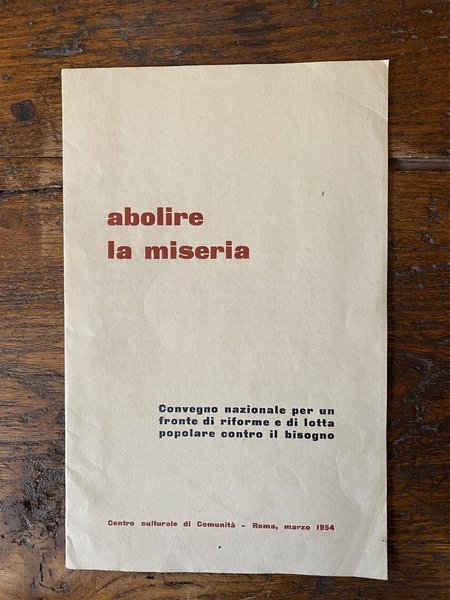 abolire
la miseria
Convegno nazionale per un
fronte di riforme e di lotta
popolare contro il bisogno
Centro culturale di Comunità - Roma, marzo 1954